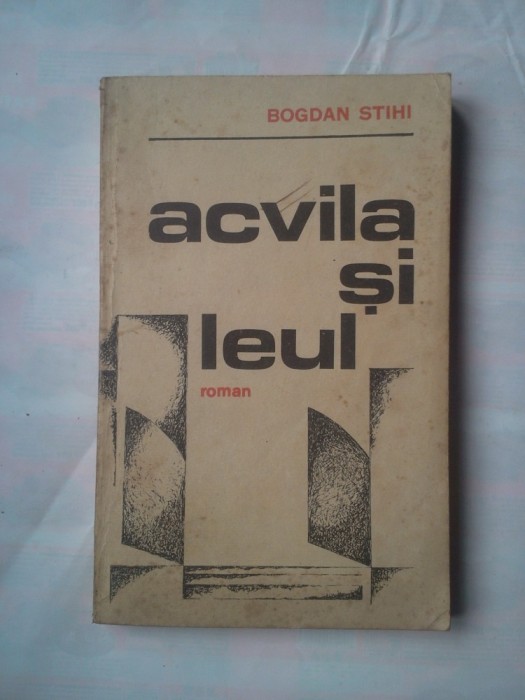 BOGDAN STIHI
acvila
și
leul
roman